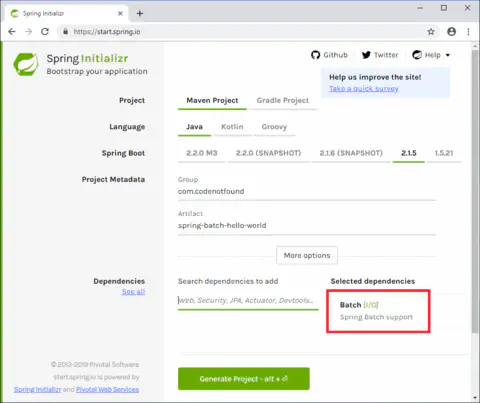 Spring Initializr
https://start.spring.io
Spring Initializr
Bootstrap your application
Github
Twitter
Help
Help us improve the site!
Take a quick survey
Project
Maven Project
Gradle Project
Language
Java
Kotlin
Groovy
Spring Boot
2.2.0 M3
2.2.0 (SNAPSHOT)
2.1.6 (SNAPSHOT)
2.1.5
1.5.21
Project Metadata
Group
com.codenotfound
Artifact
spring-batch-hello-world
More options
Dependencies
See all
Search dependencies to add
Web, Security, JPA, Actuator, Devtools...
Selected dependencies
Batch [I/O]
Spring Batch support
© 2013-2019 Pivotal Software
start.spring.io is powered by
Spring Initializr and Pivotal Web Services
Generate Project - alt + ⏎